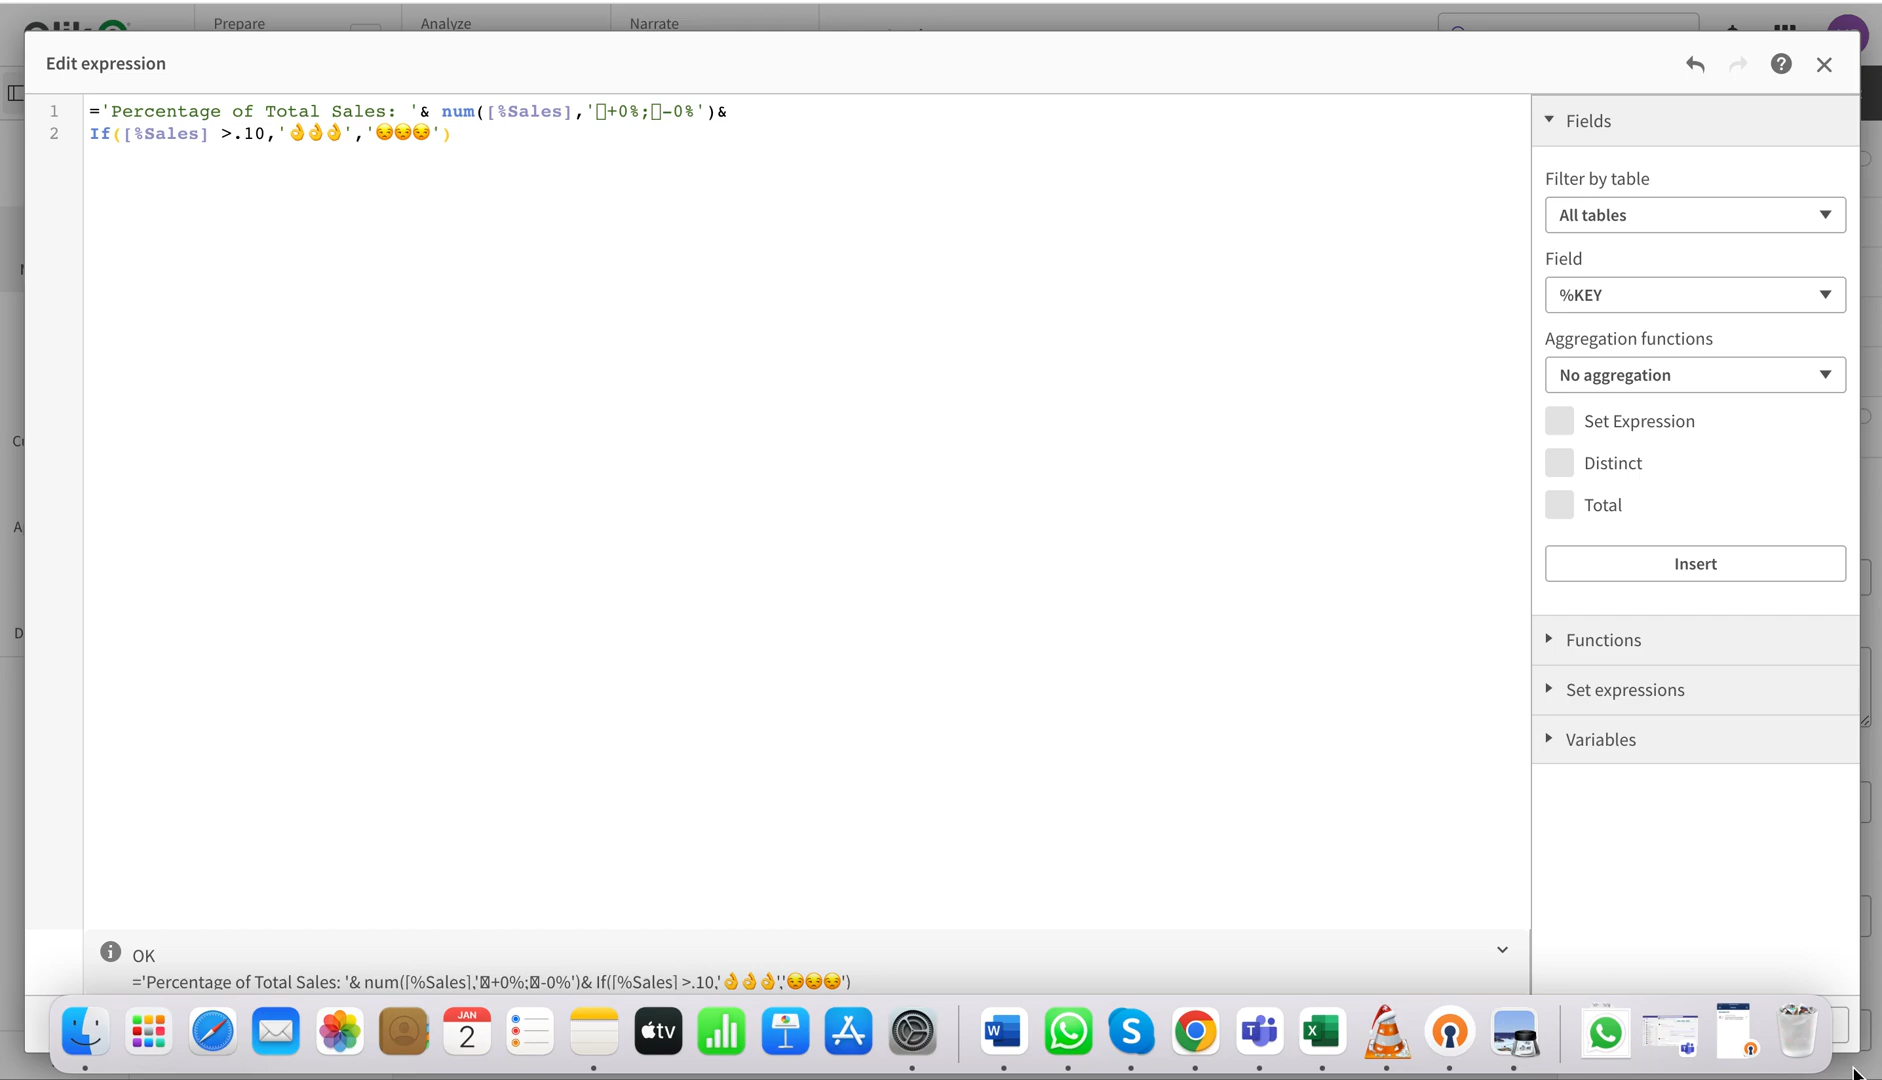 Prepare
Analyze
Narrate
Edit expression
1 ='Percentage of Total Sales: '& num([%Sales],'▯+0%;▯-0%')&
2 If([%Sales] >.10,'👌👌👌','😒😒😒')
Fields
Filter by table
All tables
Field
%KEY
Aggregation functions
No aggregation
Set Expression
Distinct
Total
Insert
Functions
Set expressions
Variables
OK
='Percentage of Total Sales: '& num([%Sales],'▯+0%;▯-0%')& If([%Sales] >.10,'👌👌👌','😒😒😒')
JAN
2
tv